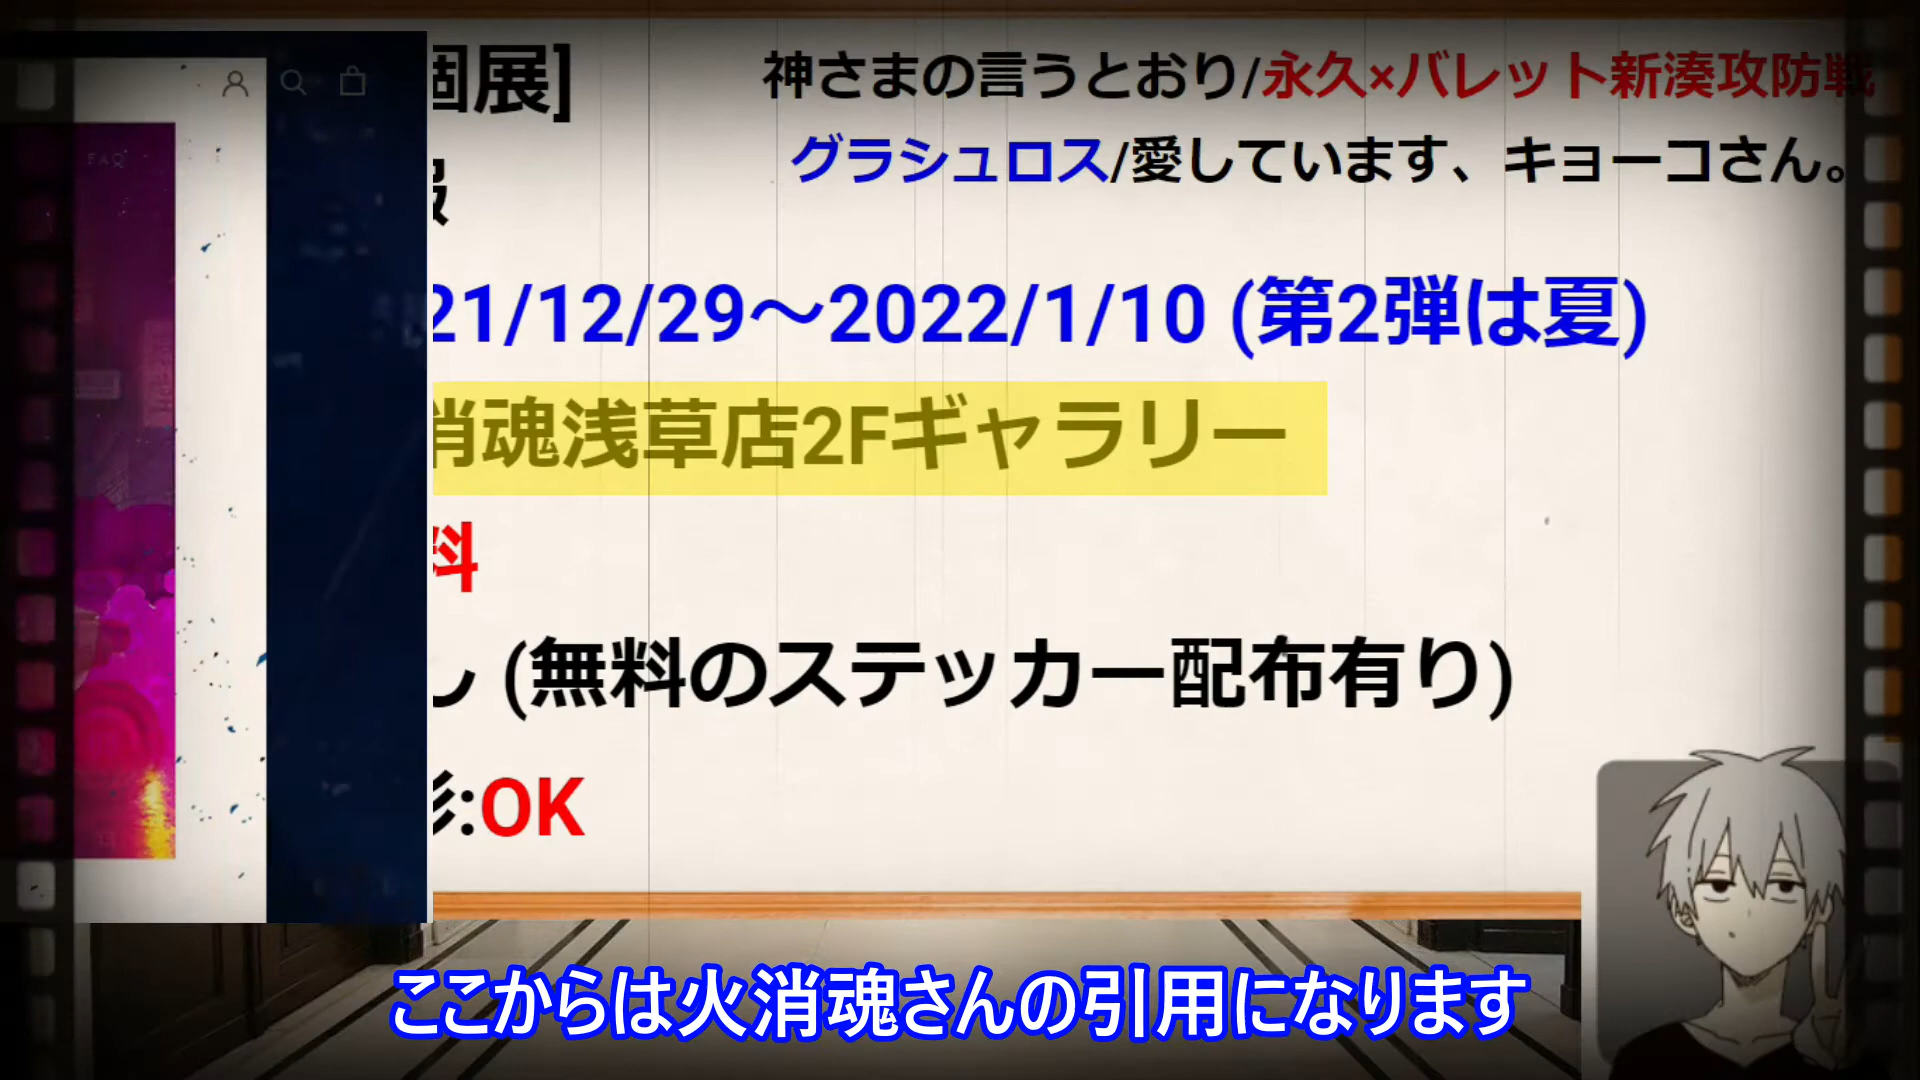 個展]
神さまの言うとおり/永久×バレット新湊攻防戦
グラシュロス/愛しています、キョーコさん。
報
21/12/29～2022/1/10 (第2弾は夏)
消魂浅草店2Fギャラリー
料
し (無料のステッカー配布有り)
影:OK
FAQ
ここからは火消魂さんの引用になります